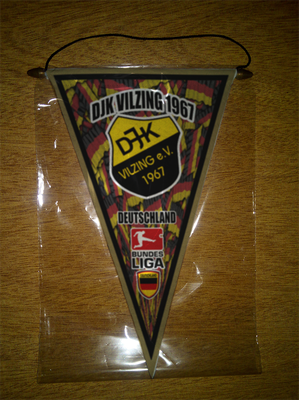 DJK VILZING 1967
DJK
VILZING e.V.
1967
DEUTSCHLAND
BUNDES
LIGA